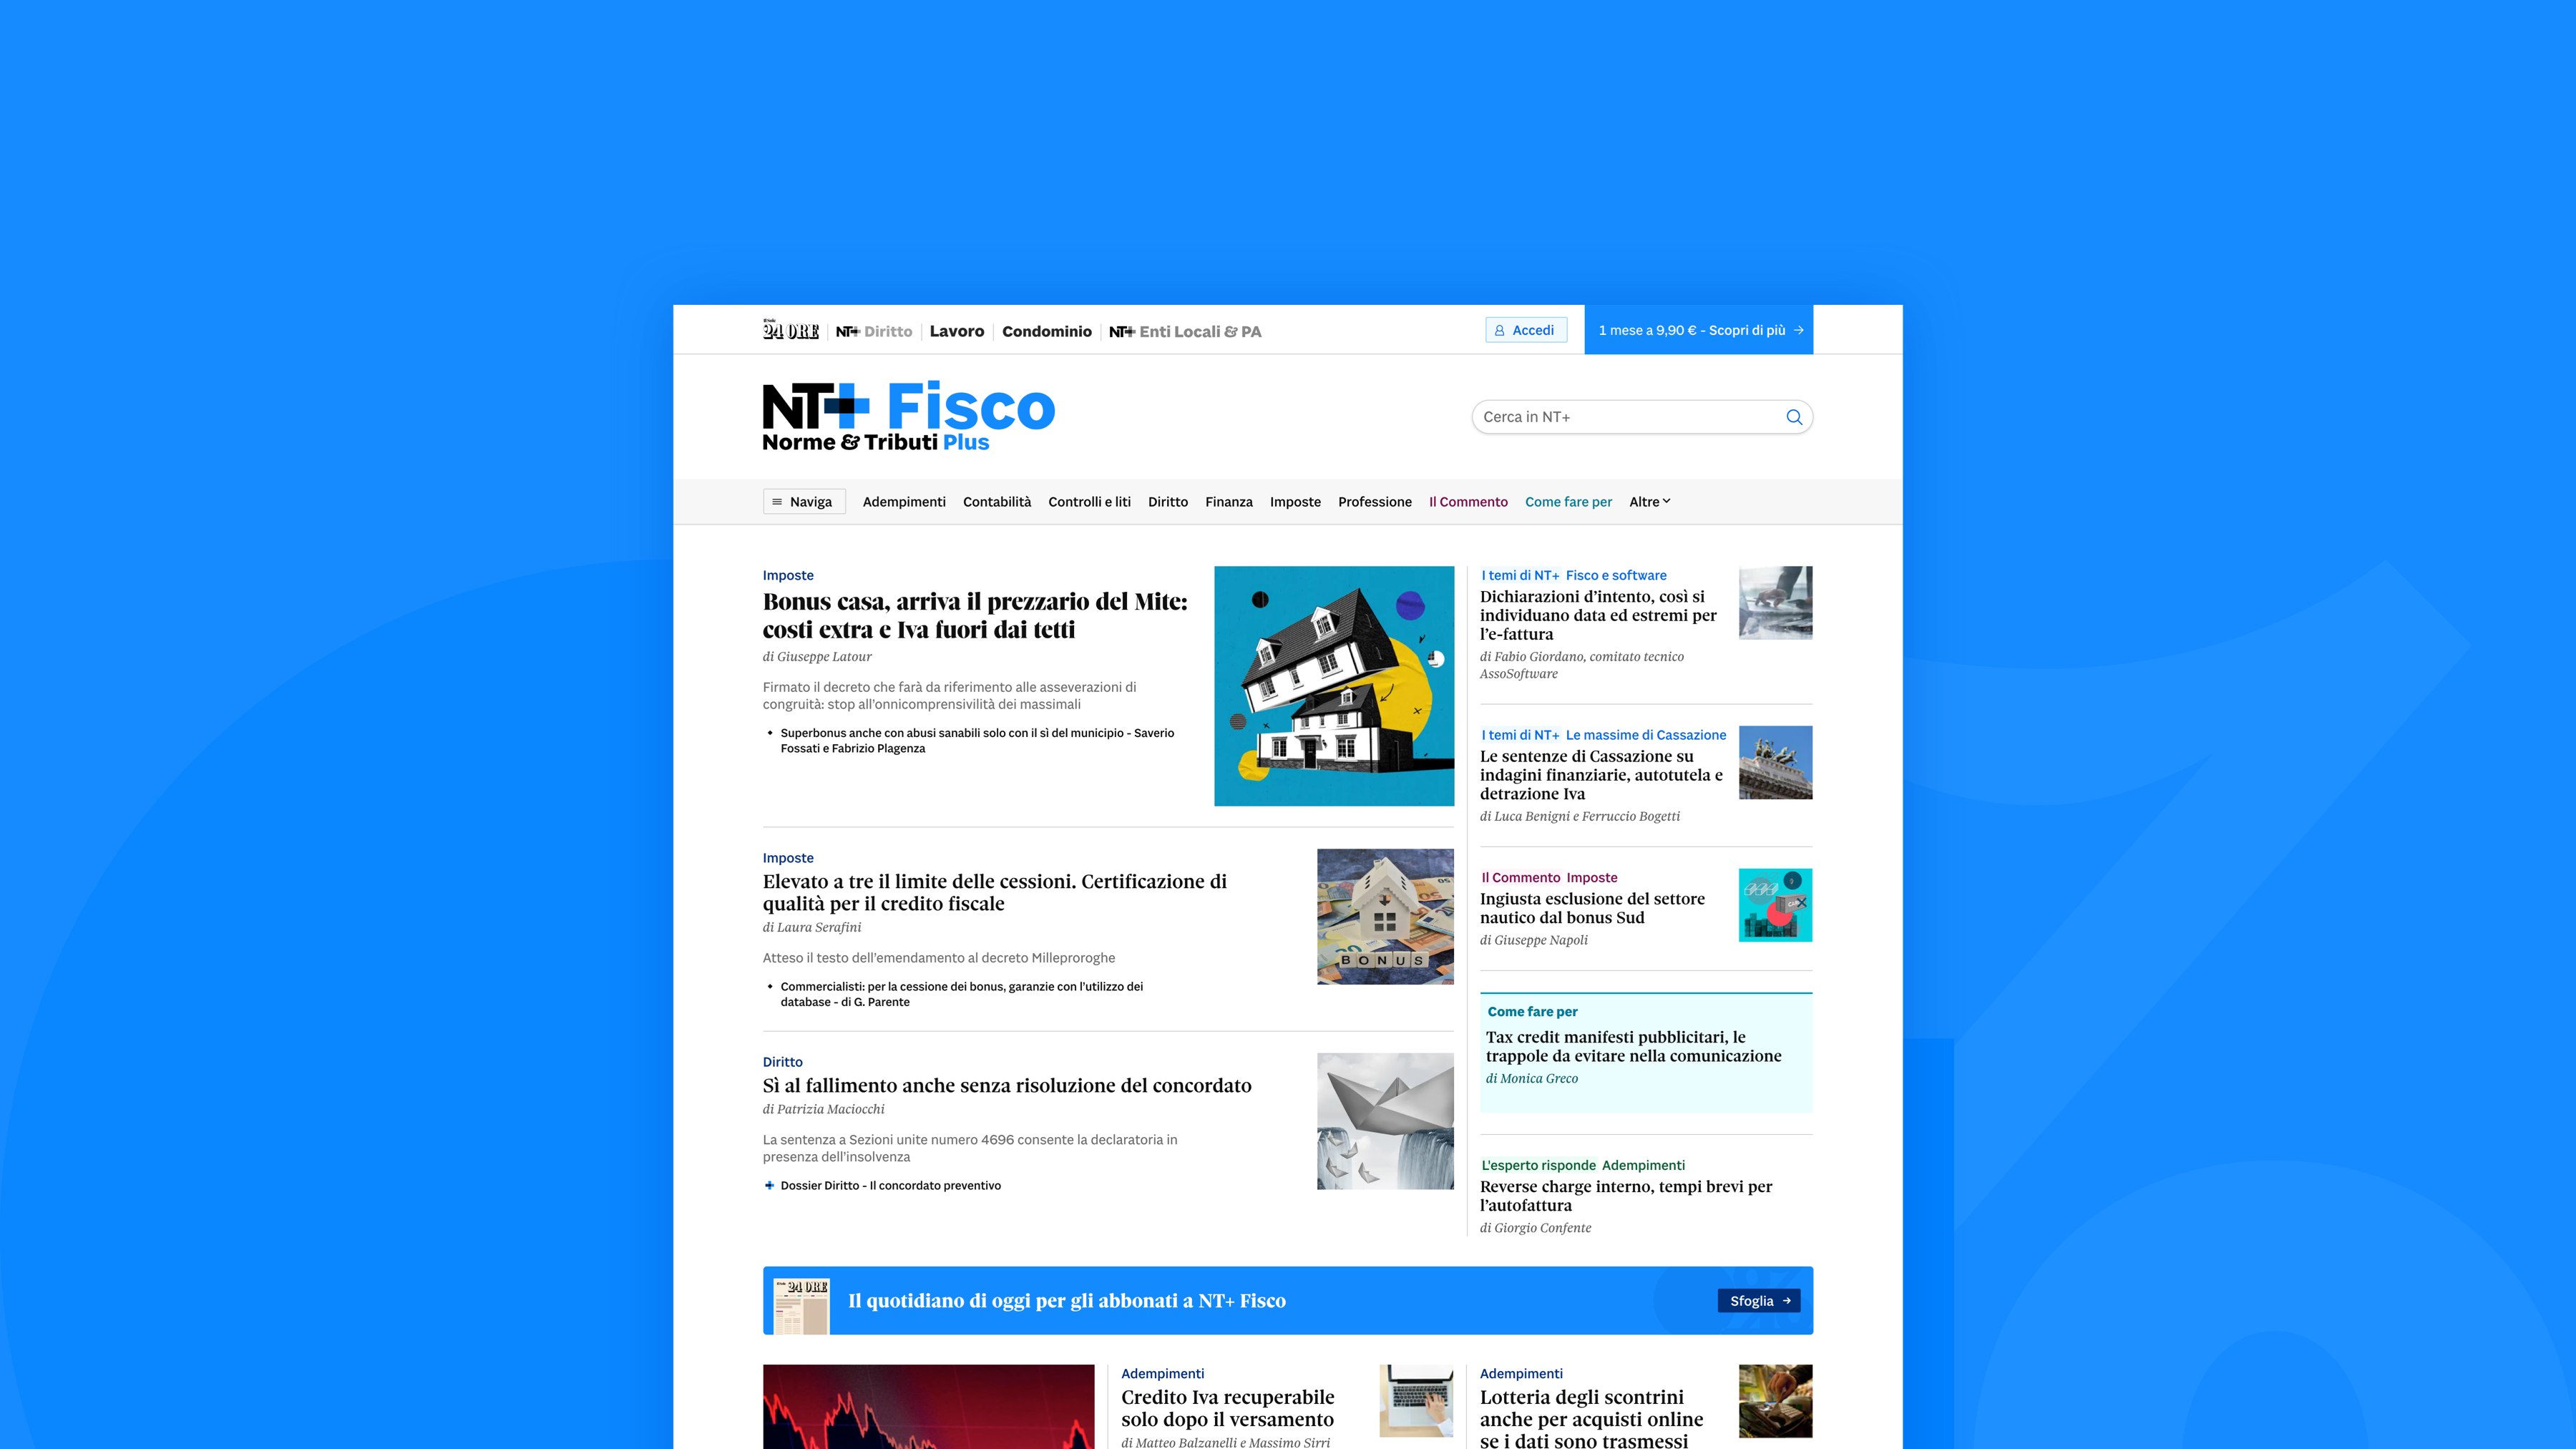 Il Sole
24 ORE
NT+ Diritto
Lavoro
Condominio
NT+ Enti Locali & PA
Accedi
1 mese a 9,90 € - Scopri di più
NT+ Fisco
Norme & Tributi Plus
Cerca in NT+
Naviga
Adempimenti
Contabilità
Controlli e liti
Diritto
Finanza
Imposte
Professione
Il Commento
Come fare per
Altre
Imposte
Bonus casa, arriva il prezzario del Mite:
costi extra e Iva fuori dai tetti
di Giuseppe Latour
Firmato il decreto che farà da riferimento alle asseverazioni di
congruità: stop all'onnicomprensivilità dei massimali
Superbonus anche con abusi sanabili solo con il sì del municipio - Saverio
Fossati e Fabrizio Plagenza
Imposte
Elevato a tre il limite delle cessioni. Certificazione di
qualità per il credito fiscale
di Laura Serafini
Atteso il testo dell'emendamento al decreto Milleproroghe
Commercialisti: per la cessione dei bonus, garanzie con l'utilizzo dei
database - di G. Parente
BONUS
Diritto
Sì al fallimento anche senza risoluzione del concordato
di Patrizia Maciocchi
La sentenza a Sezioni unite numero 4696 consente la declaratoria in
presenza dell'insolvenza
Dossier Diritto - Il concordato preventivo
I temi di NT+ Fisco e software
Dichiarazioni d'intento, così si
individuano data ed estremi per
l'e-fattura
di Fabio Giordano, comitato tecnico
AssoSoftware
I temi di NT+ Le massime di Cassazione
Le sentenze di Cassazione su
indagini finanziarie, autotutela e
detrazione Iva
di Luca Benigni e Ferruccio Bogetti
Il Commento Imposte
Ingiusta esclusione del settore
nautico dal bonus Sud
di Giuseppe Napoli
Come fare per
Tax credit manifesti pubblicitari, le
trappole da evitare nella comunicazione
di Monica Greco
L'esperto risponde Adempimenti
Reverse charge interno, tempi brevi per
l'autofattura
di Giorgio Confente
24 ORE
Il quotidiano di oggi per gli abbonati a NT+ Fisco
Sfoglia
Adempimenti
Credito Iva recuperabile
solo dopo il versamento
di Matteo Balzanelli e Massimo Sirri
Adempimenti
Lotteria degli scontrini
anche per acquisti online
se i dati sono trasmessi